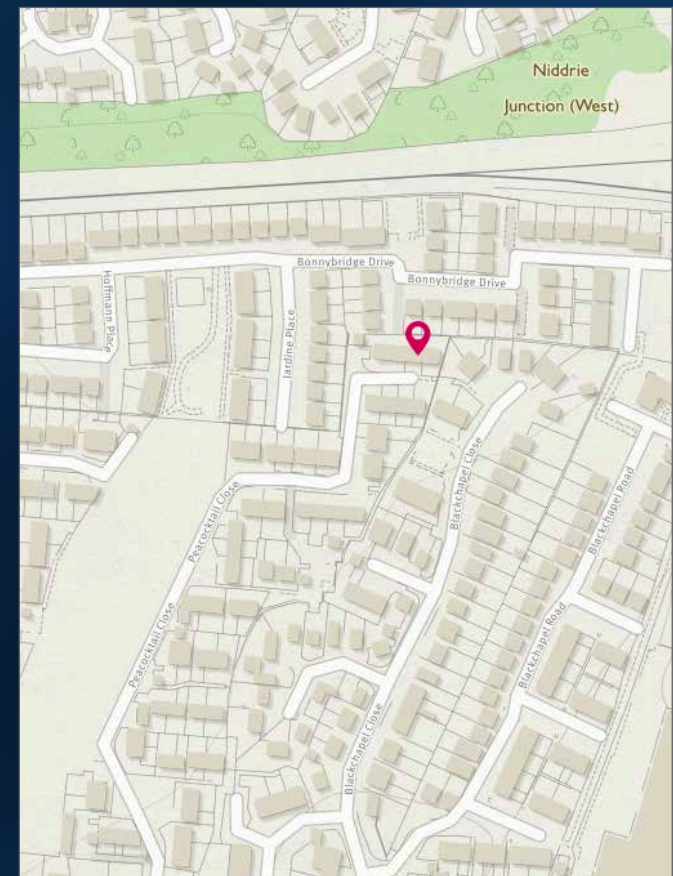 Niddrie
Junction (West)
Bonnybridge Drive
Bonnybridge Drive
Hoffmann Place
Jardine Place
Peacocktail Close
Blackchapel Close
Blackchapel Road
Peacocktail Close
Blackchapel Road
Blackchapel Close